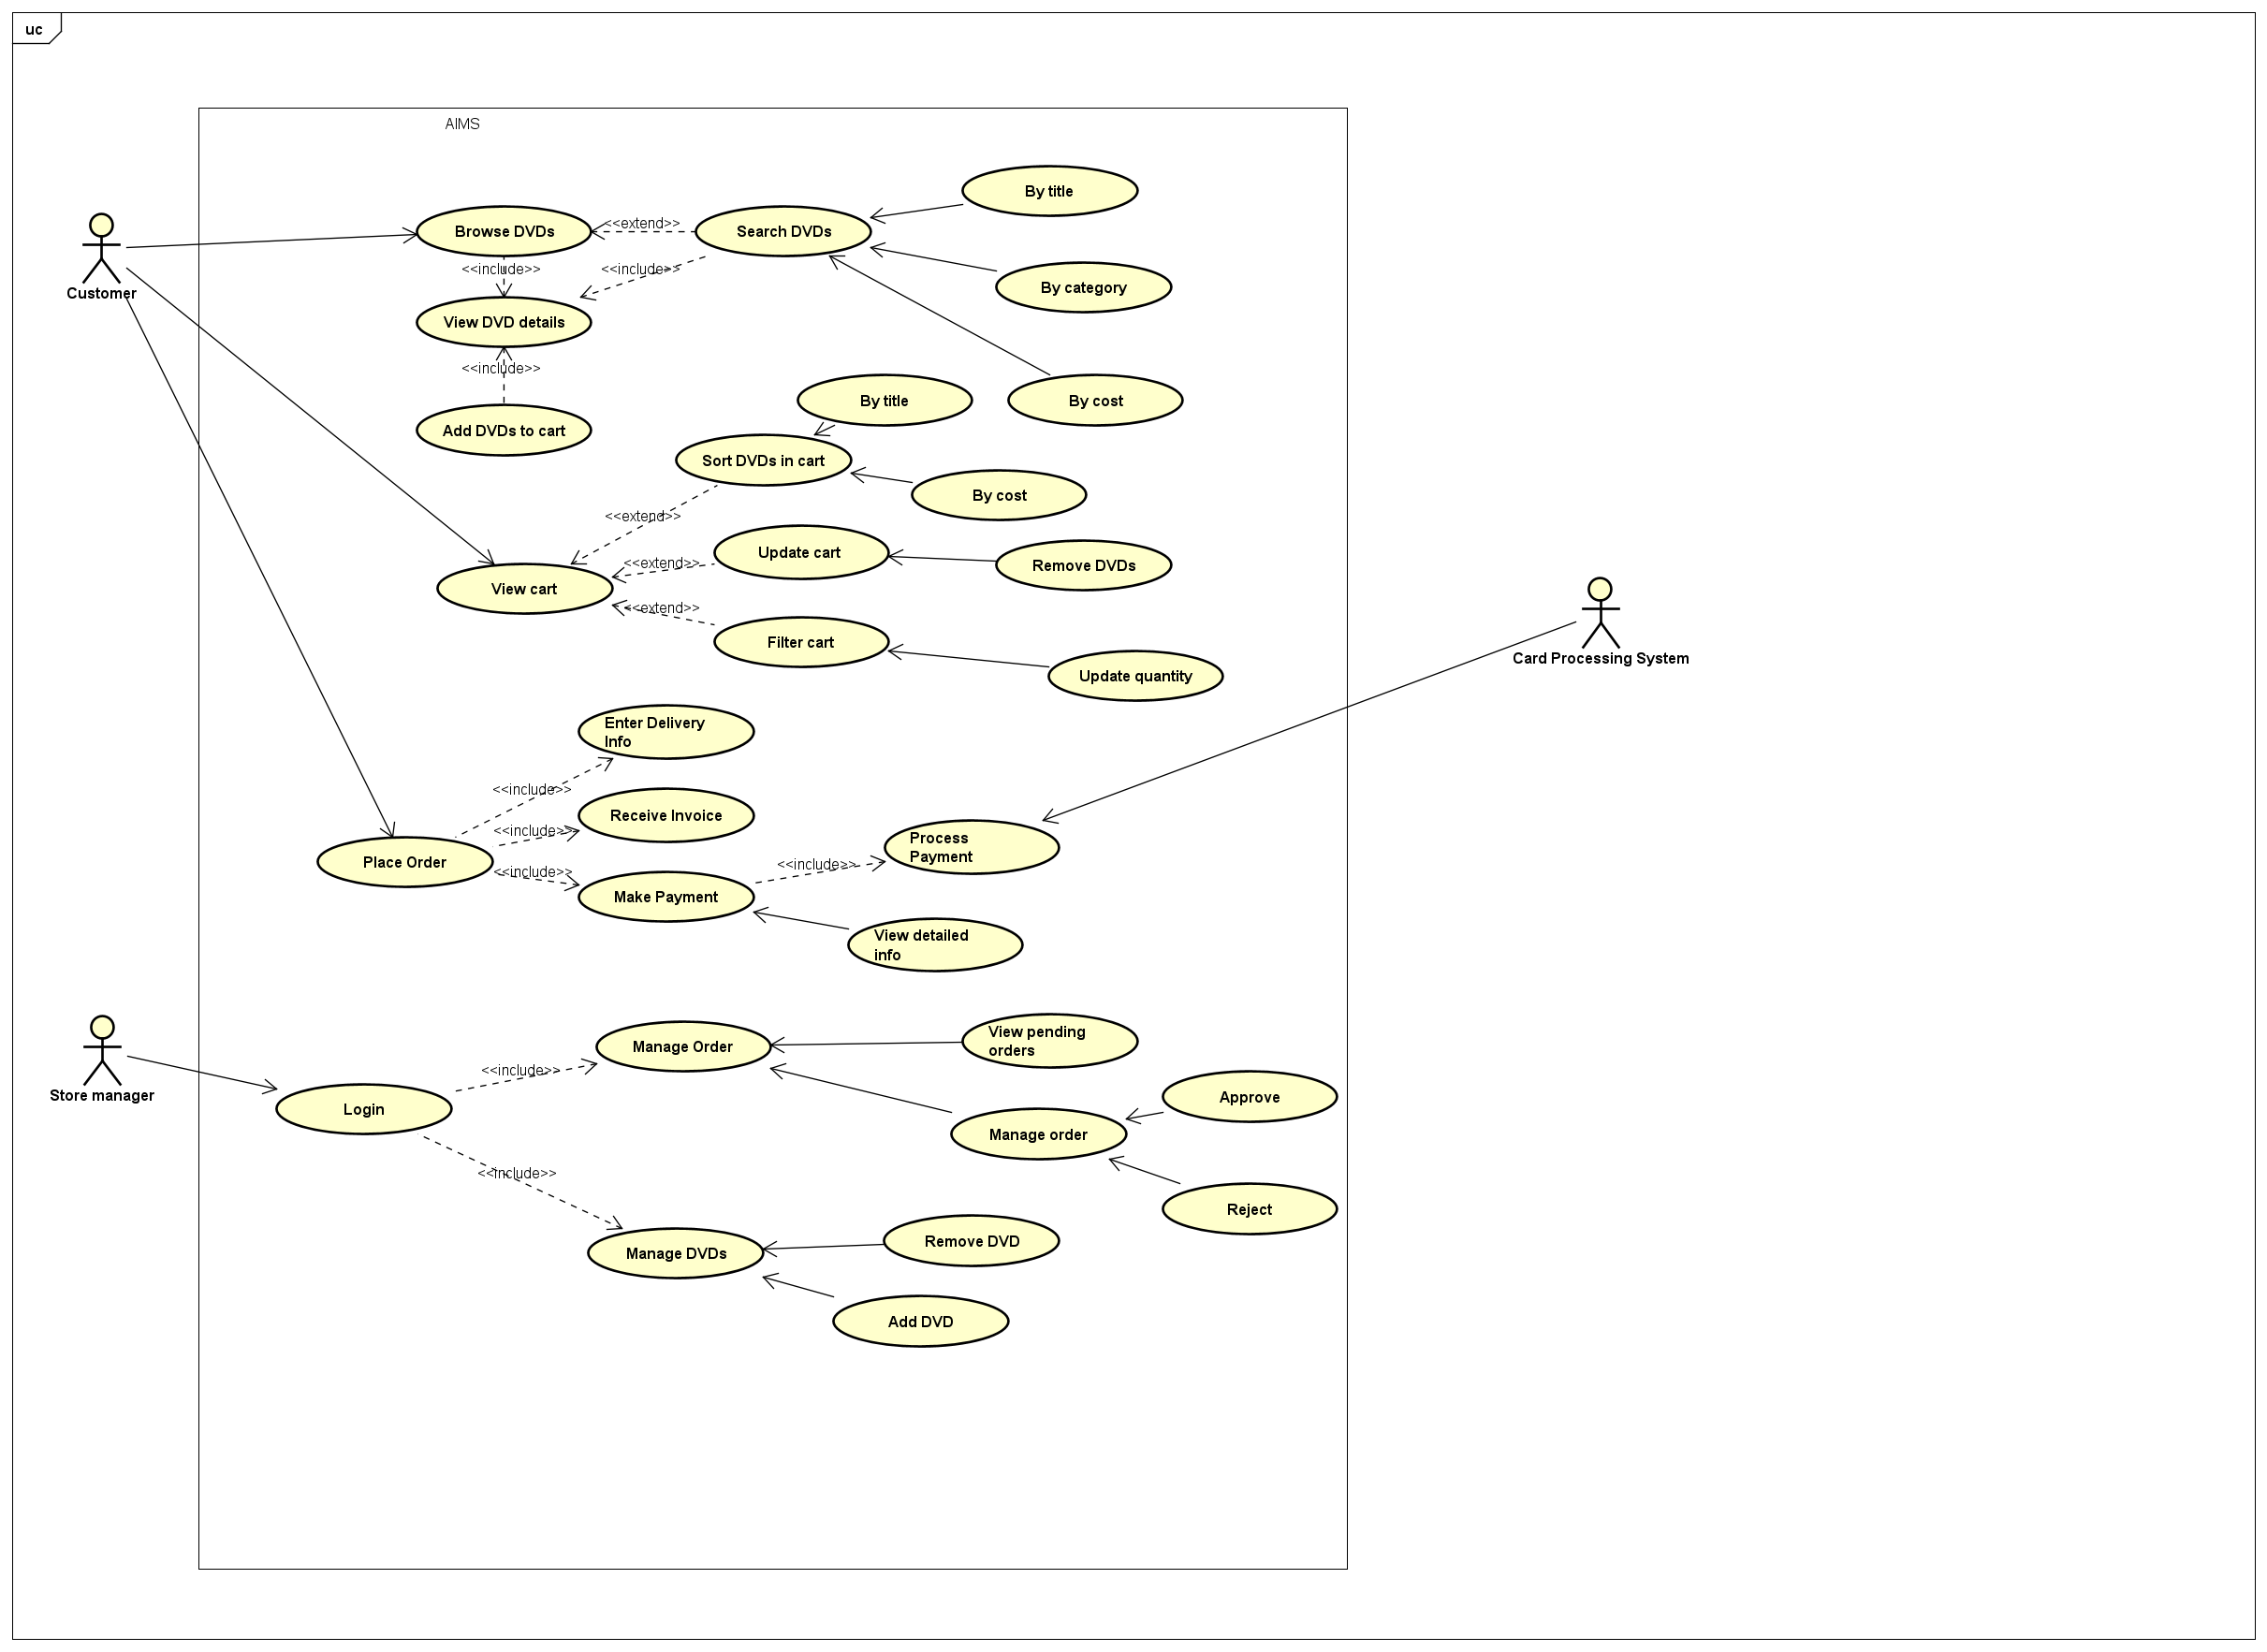 uc
AIMS
By title
Browse DVDs
<<extend>>
Search DVDs
<<include>>
<<include>>
By category
Customer
View DVD details
<<include>>
By title
By cost
Add DVDs to cart
Sort DVDs in cart
By cost
<<extend>>
Update cart
<<extend>>
Remove DVDs
View cart
<<extend>>
Filter cart
Update quantity
Card Processing System
Enter Delivery
Info
<<include>>
Receive Invoice
<<include>>
Process
Payment
Place Order
<<include>>
<<include>>
Make Payment
View detailed
info
View pending
orders
Manage Order
<<include>>
Store manager
Approve
Login
Manage order
<<include>>
Reject
Remove DVD
Manage DVDs
Add DVD